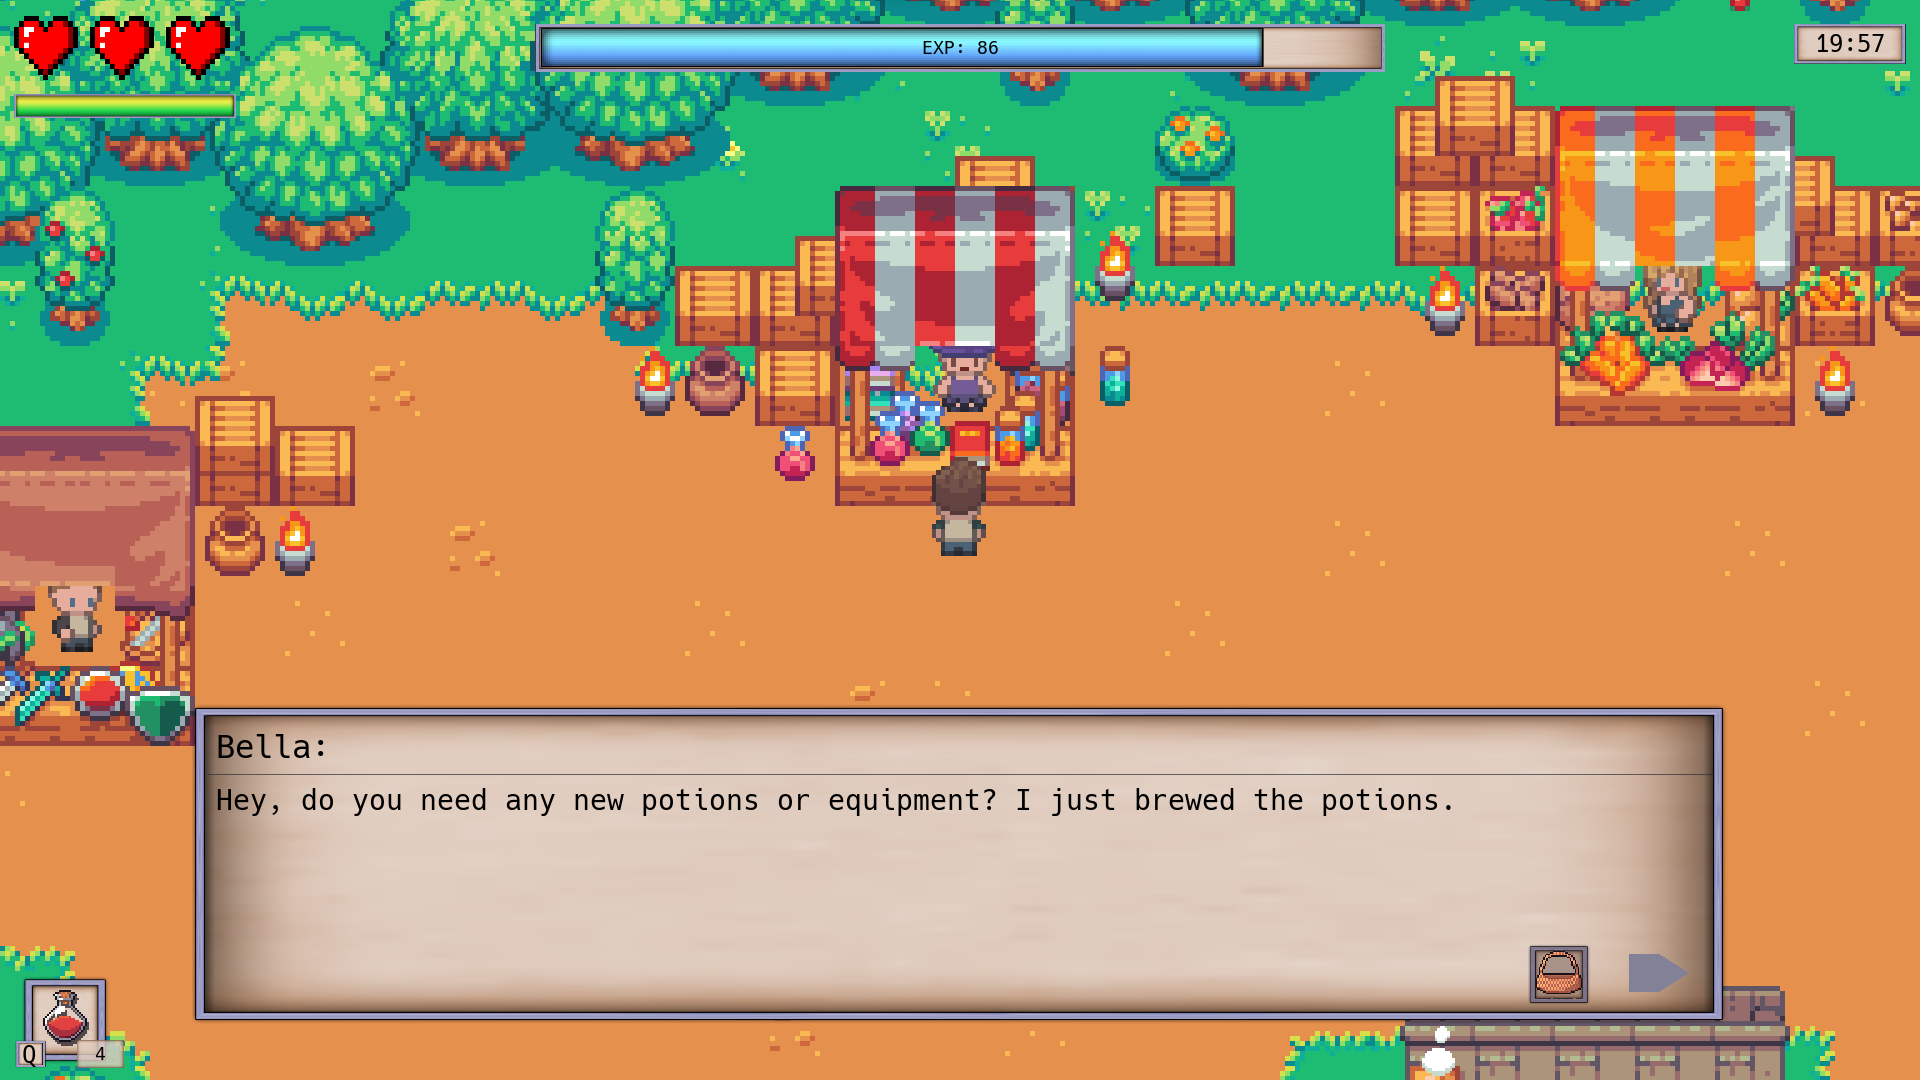 EXP: 86
19:57
Bella:
Hey, do you need any new potions or equipment? I just brewed the potions.
Q
4